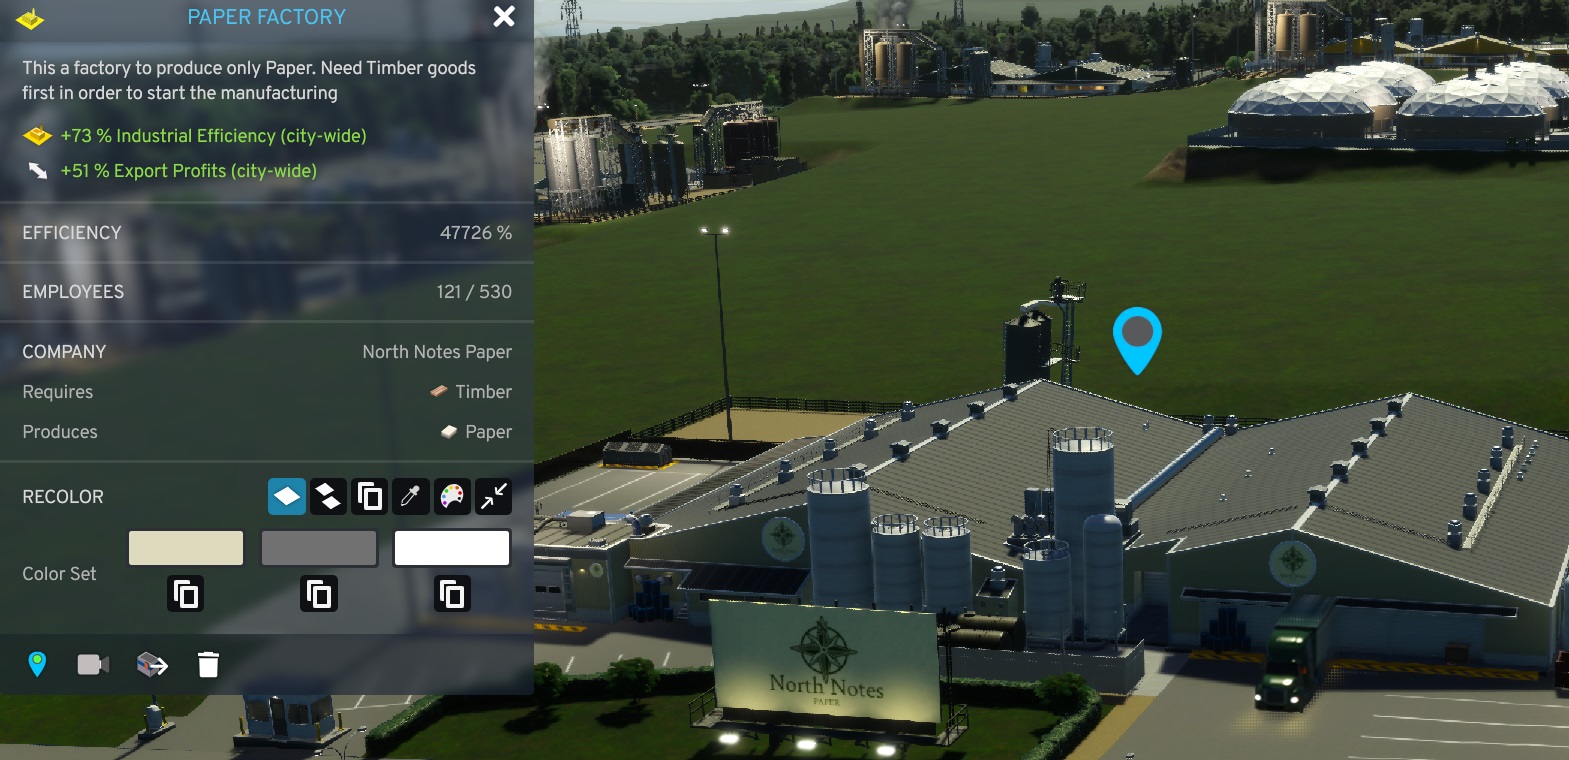 PAPER FACTORY
This a factory to produce only Paper. Need Timber goods
first in order to start the manufacturing
+73 % Industrial Efficiency (city-wide)
+51 % Export Profits (city-wide)
EFFICIENCY 47726 %
EMPLOYEES 121 / 530
COMPANY North Notes Paper
Requires Timber
Produces Paper
RECOLOR
Color Set
North Notes
PAPER